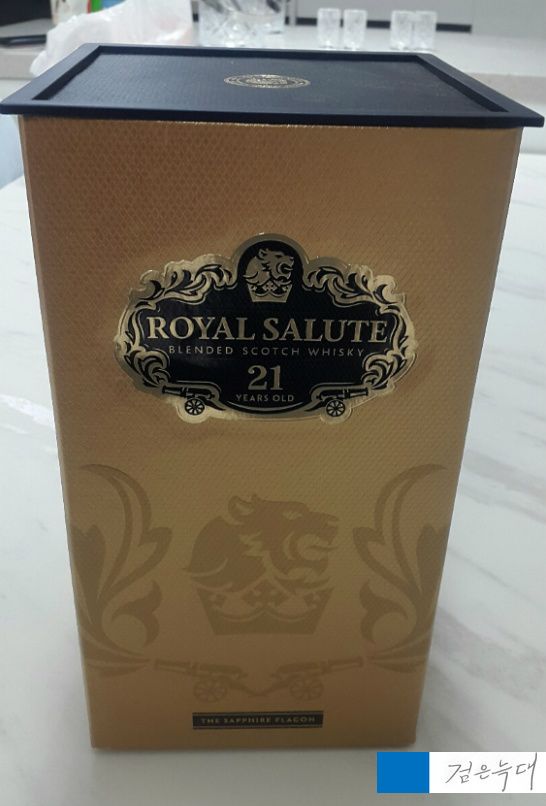 ROYAL SALUTE
BLENDED SCOTCH WHISKY
21
YEARS OLD
THE SAPPHIRE FLAGON
검은늑대